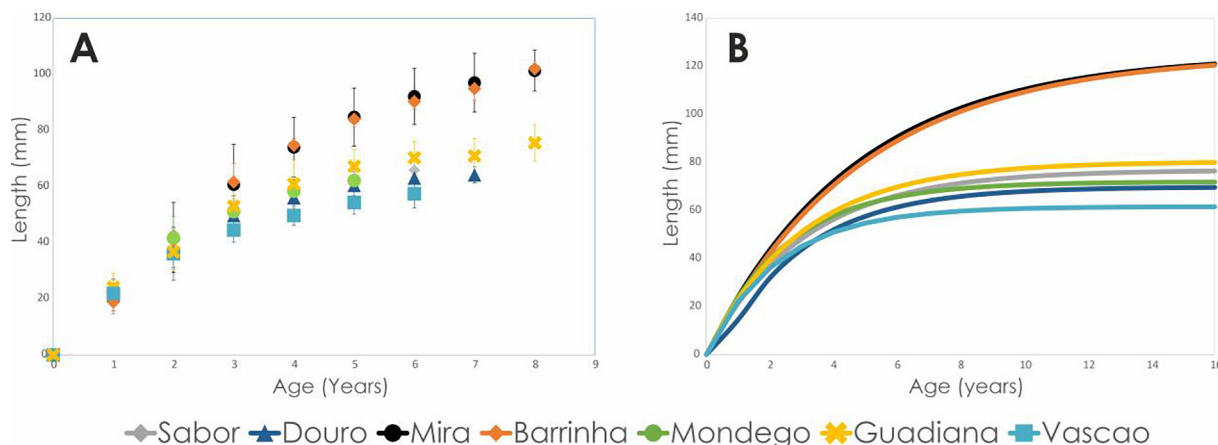 A
120
100
80
60
40
20
0
Length (mm)
0 1 2 3 4 5 6 7 8 9
Age (Years)
B
140
120
100
80
60
40
20
0
Length (mm)
0 2 4 6 8 10 12 14 16
Age (years)
Sabor Douro Mira Barrinha Mondego Guadiana Vascao